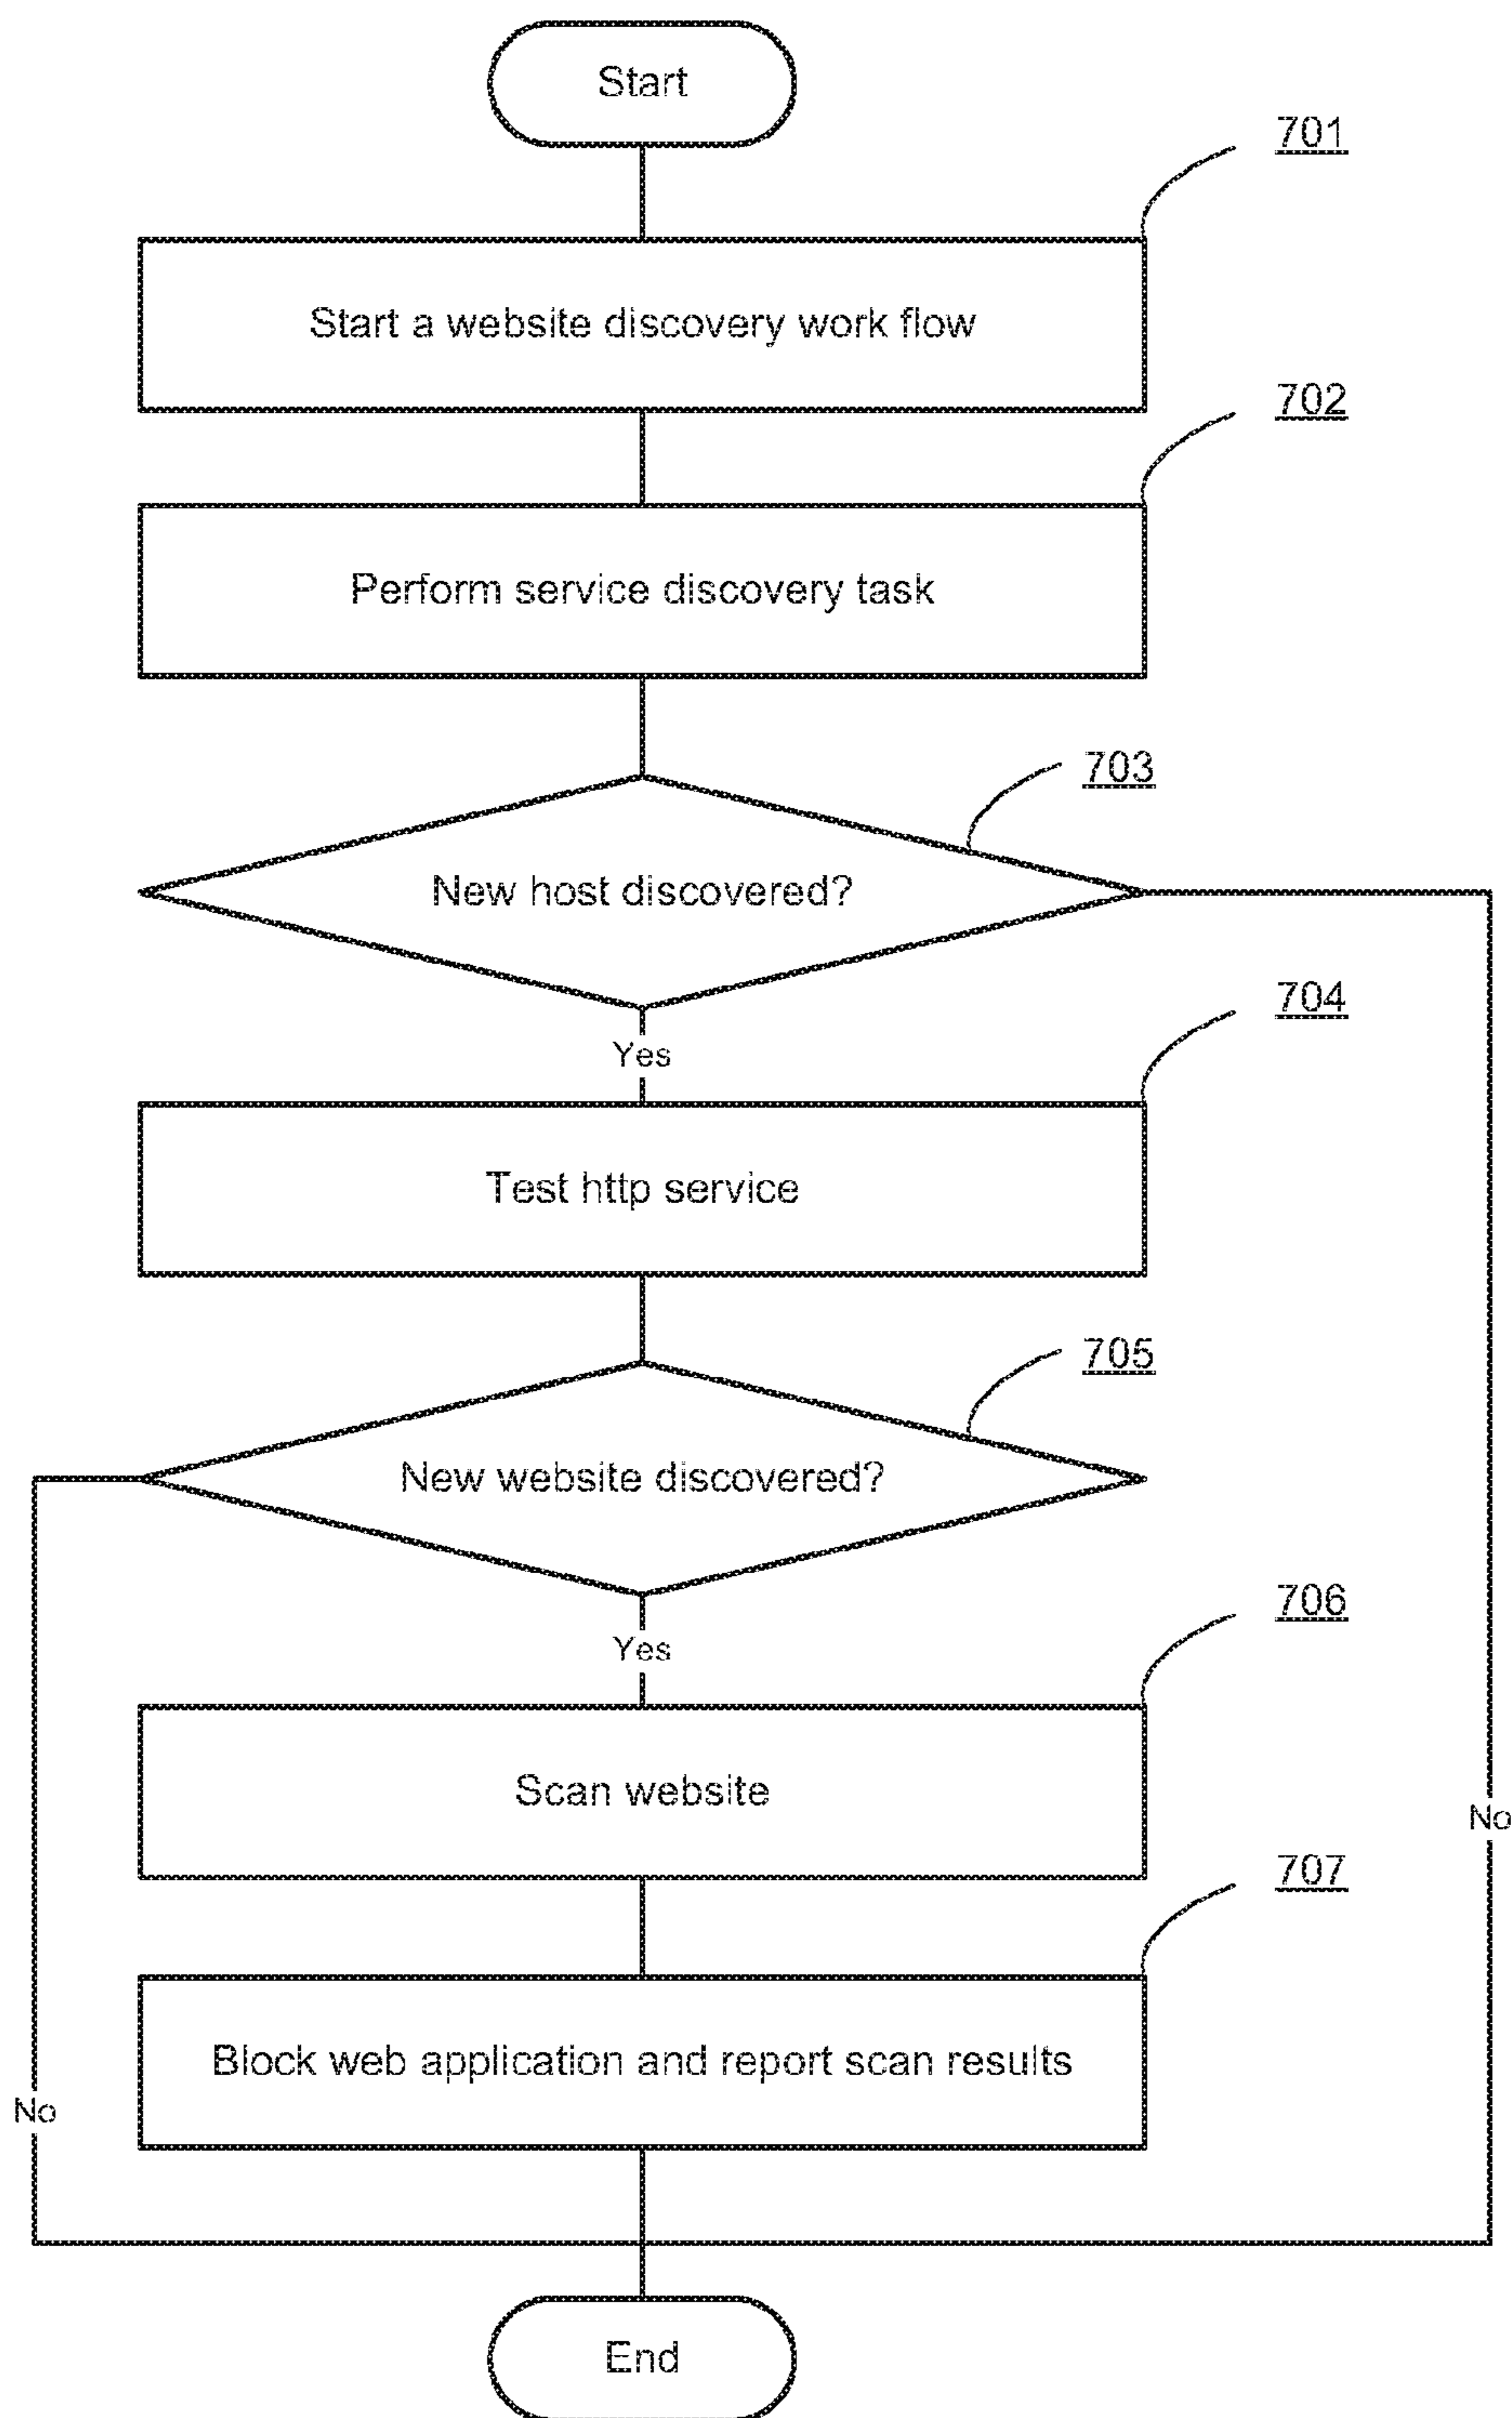 Start
701
Start a website discovery work flow
702
Perform service discovery task
703
New host discovered?
704
Yes
Test http service
705
New website discovered?
706
Yes
Scan website
No
707
Block web application and report scan results
No
End